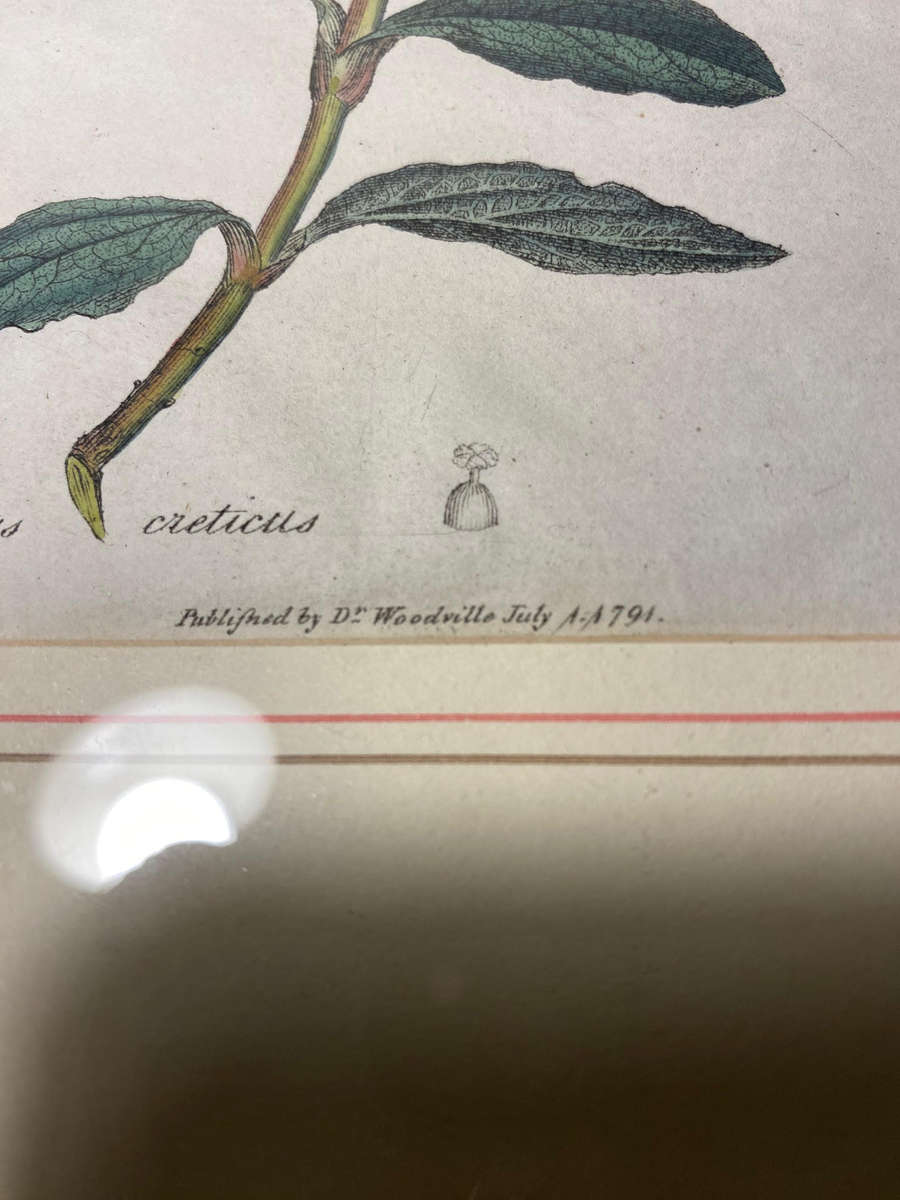 s creticus
Publiſhed by Dr. Woodville July 1.1791.